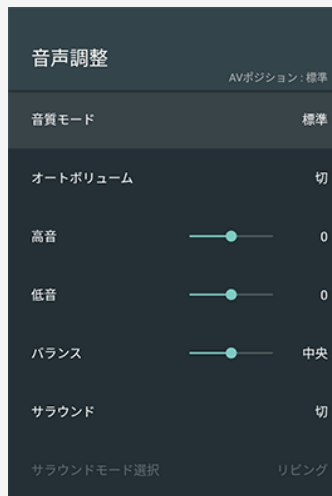 音声調整
AVポジション : 標準
音質モード 標準
オートボリューム 切
高音 0
低音 0
バランス 中央
サラウンド 切
サラウンドモード選択 リビング